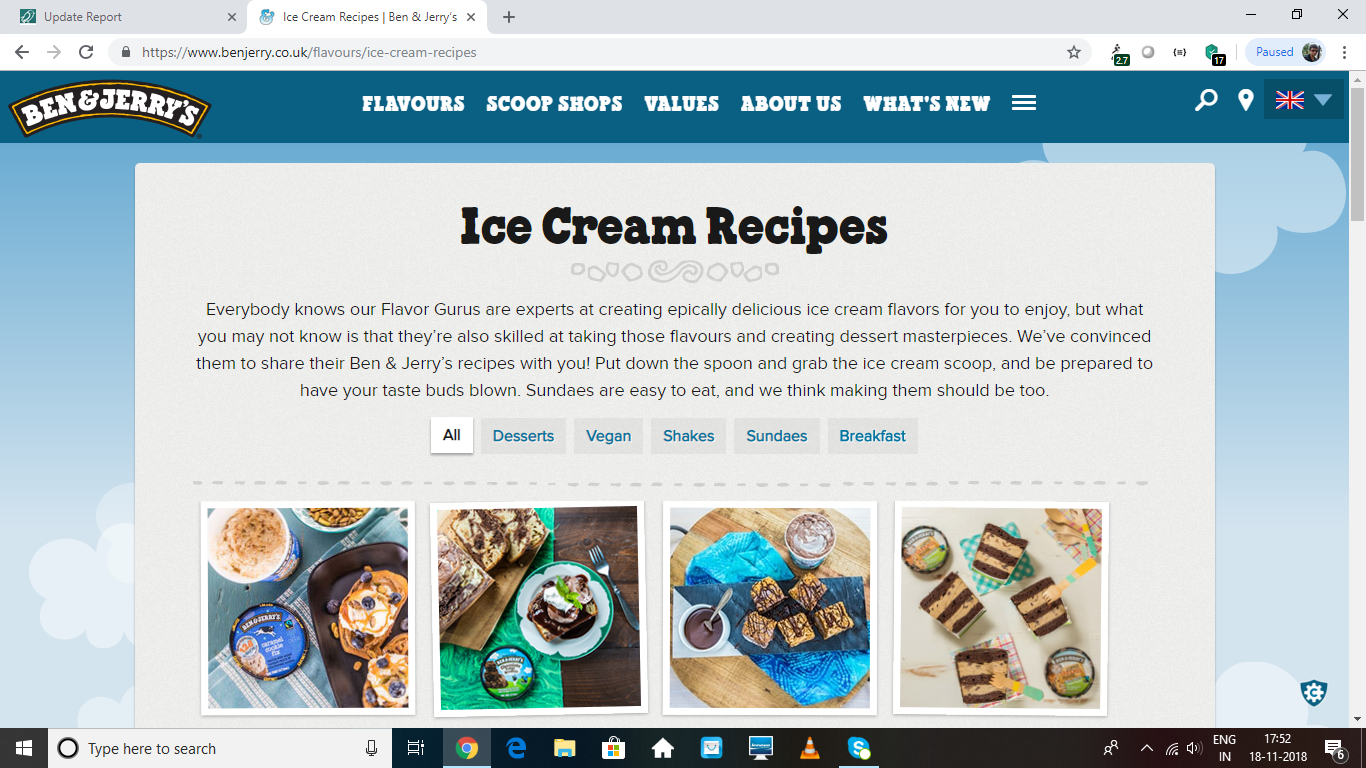 Update Report
Ice Cream Recipes | Ben & Jerry's
https://www.benjerry.co.uk/flavours/ice-cream-recipes
2.7
17
Paused
BEN & JERRY'S
FLAVOURS
SCOOP SHOPS
VALUES
ABOUT US
WHAT'S NEW
Ice Cream Recipes
Everybody knows our Flavor Gurus are experts at creating epically delicious ice cream flavors for you to enjoy, but what
you may not know is that they're also skilled at taking those flavours and creating dessert masterpieces. We've convinced
them to share their Ben & Jerry's recipes with you! Put down the spoon and grab the ice cream scoop, and be prepared to
have your taste buds blown. Sundaes are easy to eat, and we think making them should be too.
All
Desserts
Vegan
Shakes
Sundaes
Breakfast
BEN & JERRY'S
caramel
cookie
fix
BEN & JERRY'S
Type here to search
ENG
IN
17:52
18-11-2018
6